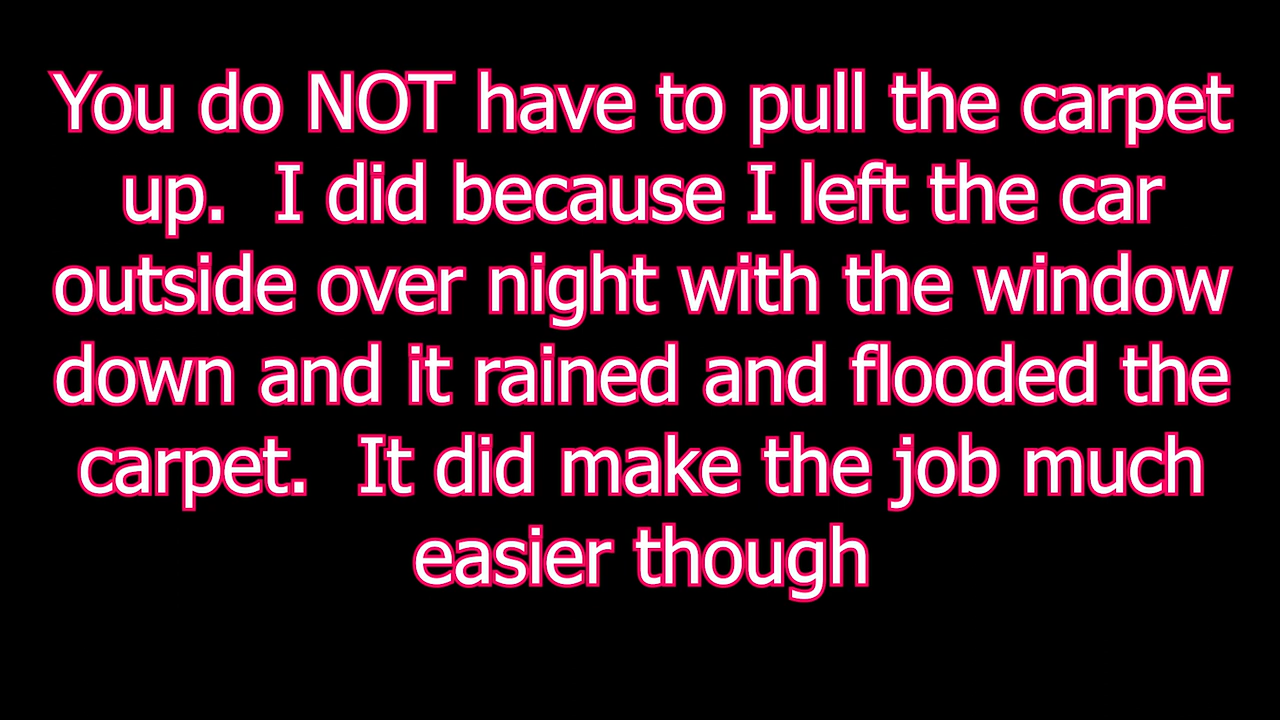 You do NOT have to pull the carpet
up.  I did because I left the car
outside over night with the window
down and it rained and flooded the
carpet.  It did make the job much
easier though